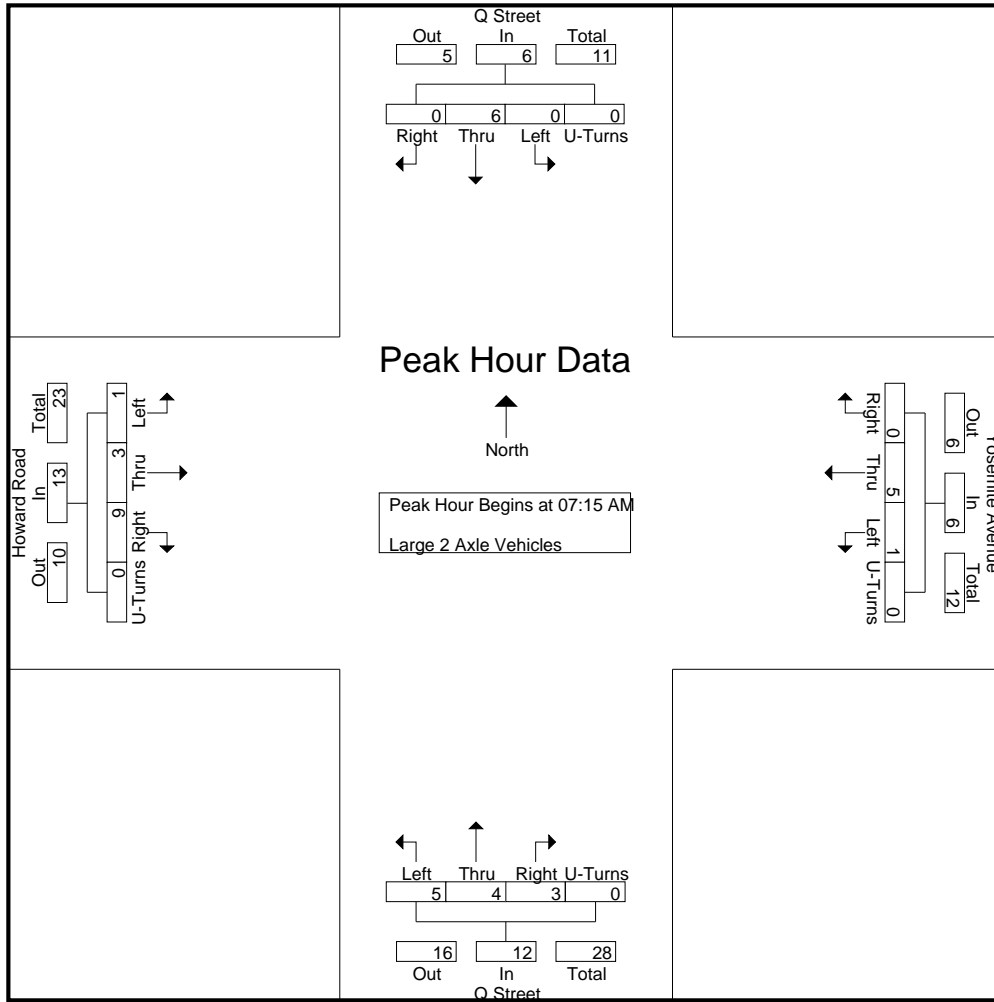 Q Street
Out In Total
5 6 11
0 6 0 0
Right Thru Left U-Turns
Peak Hour Data
North
Peak Hour Begins at 07:15 AM
Large 2 Axle Vehicles
Howard Road
Total In Out
23 13 10
1 3 9 0
Left Thru Right U-Turns
Yosemite Avenue
Out In Total
6 6 12
0 5 1 0
Right Thru Left U-Turns
Left Thru Right U-Turns
5 4 3 0
16 12 28
Out In Total
Q Street